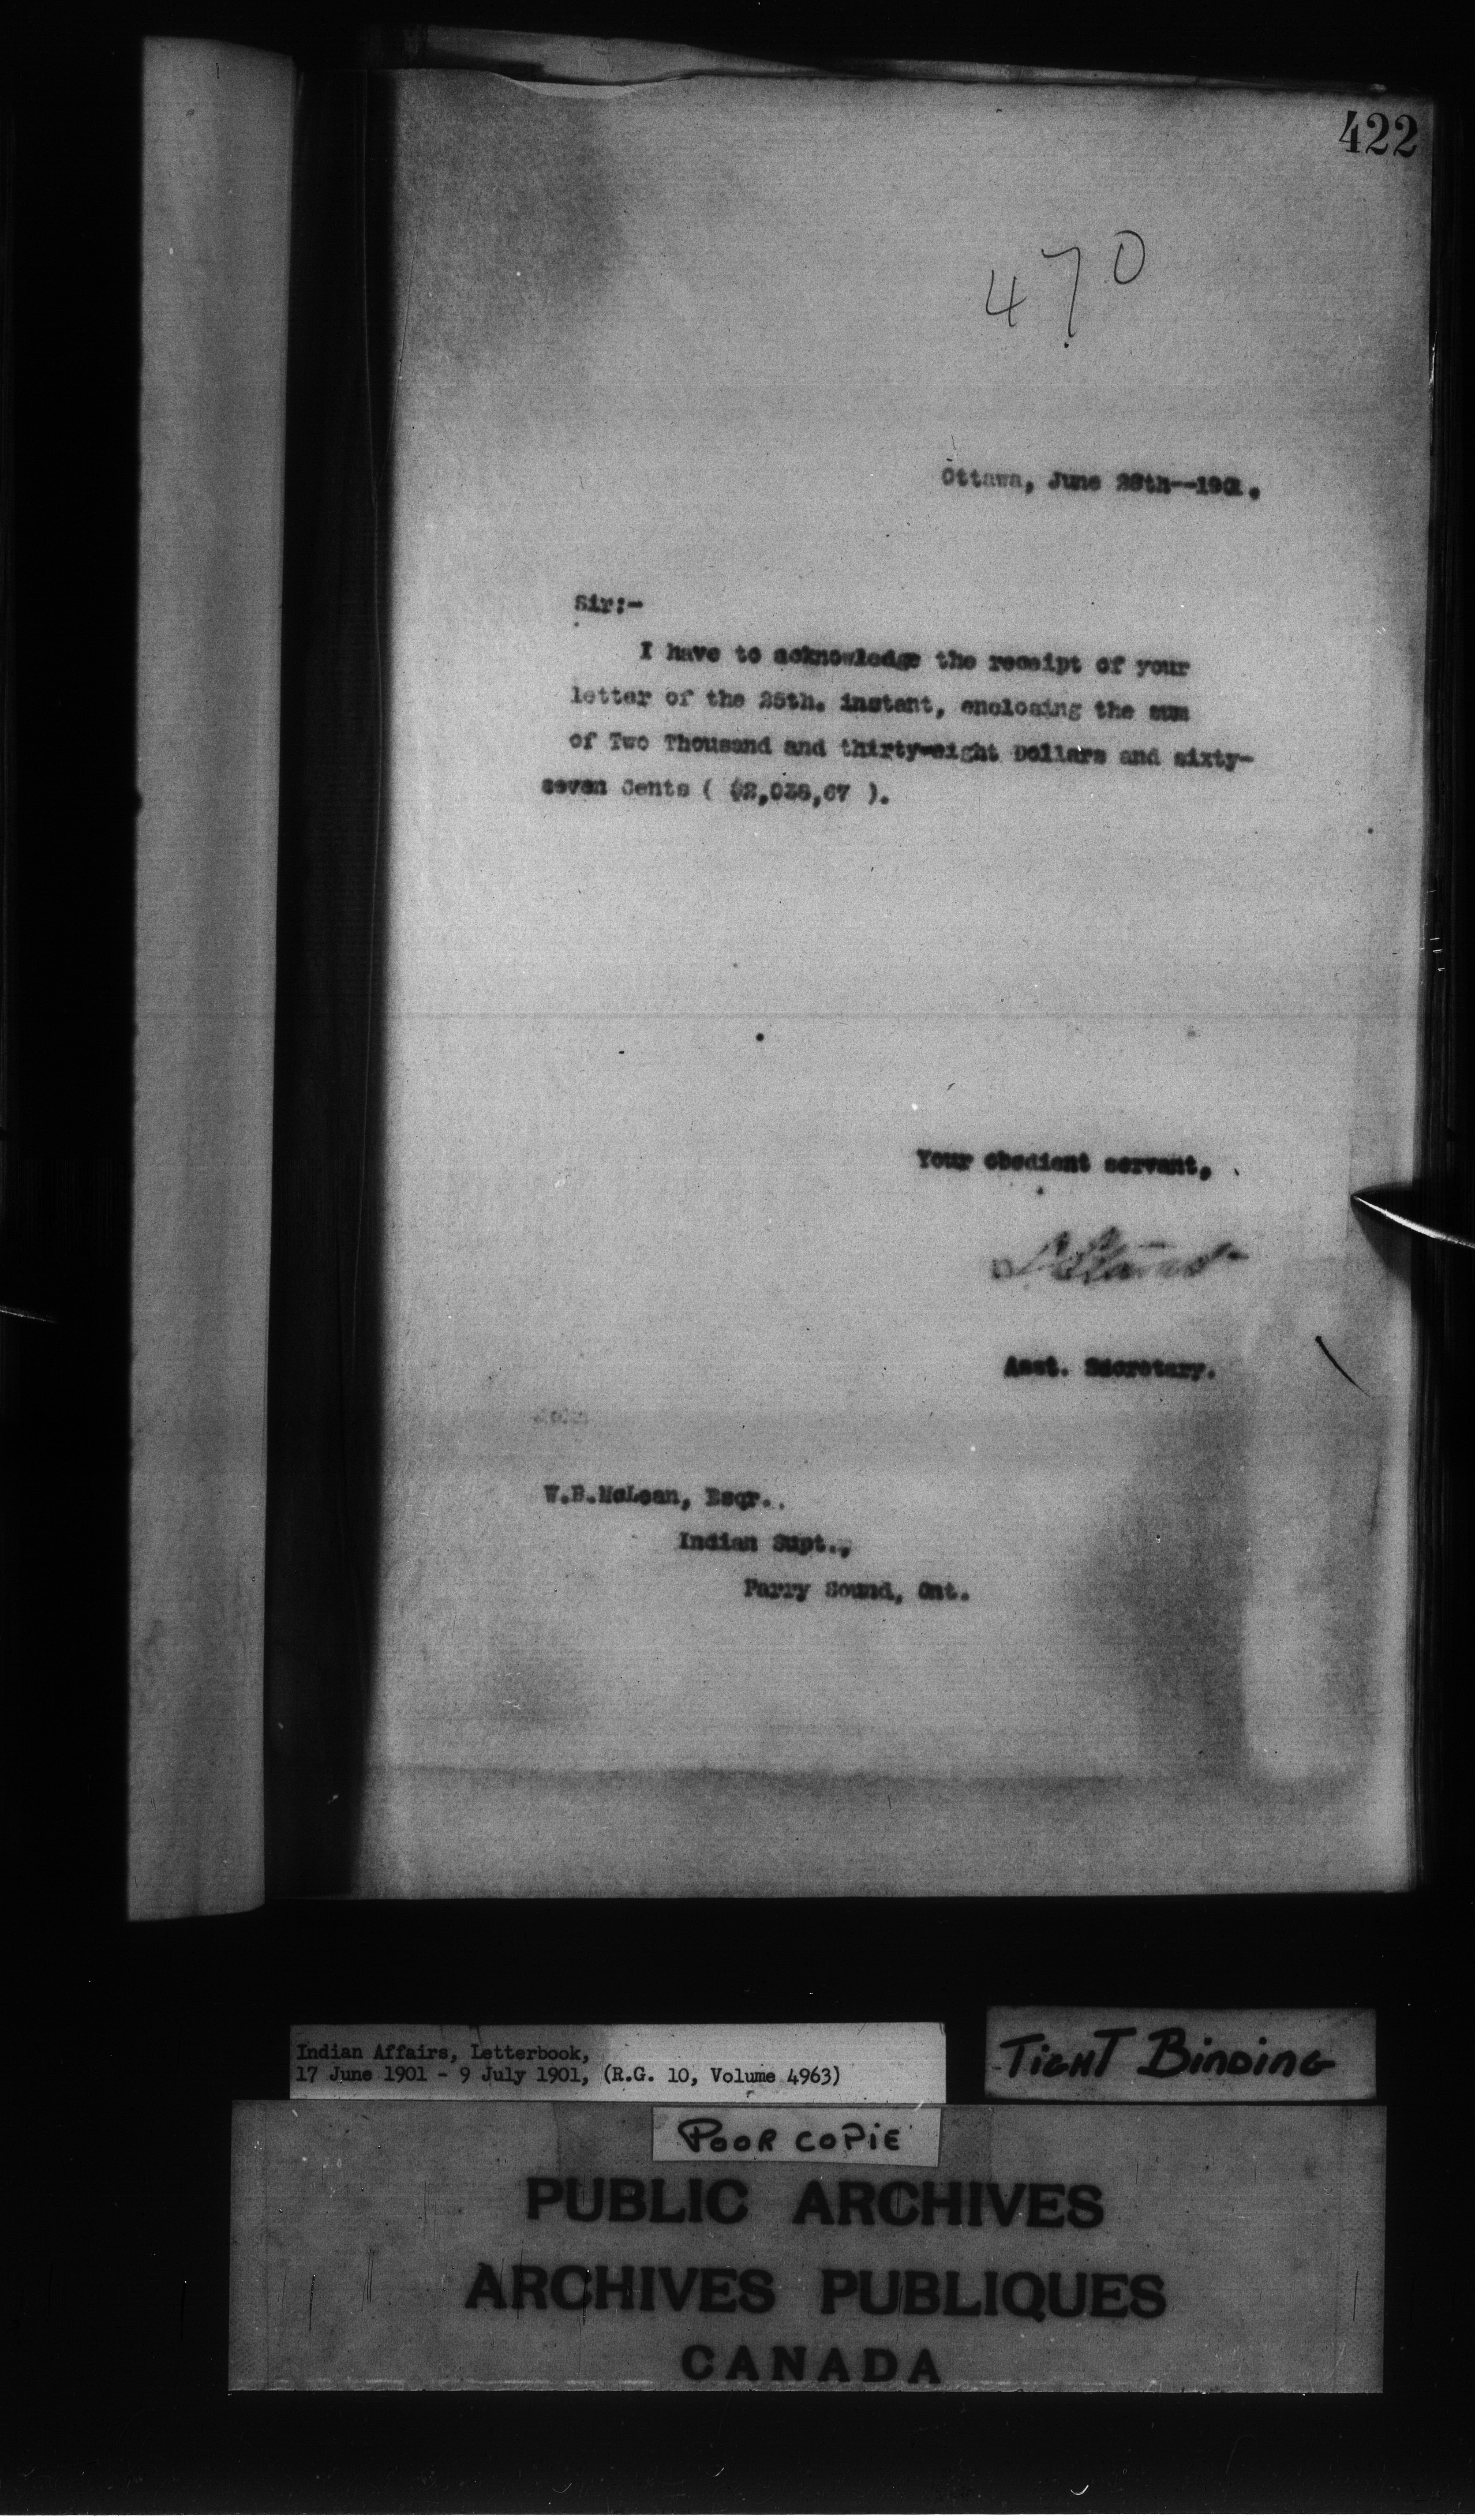 422
470
Ottawa, June 28th--1901.
Sir:-
I have to acknowledge the receipt of your
letter of the 25th. instant, enclosing the sum
of Two Thousand and thirty-eight Dollars and sixty-
seven Cents ( $2,038,67 ).
Your obedient servant,
Asst. Secretary.
W.B.McLean, Esqr..
Indian Supt.,
Parry Sound, Ont.
Indian Affairs, Letterbook,
17 June 1901 - 9 July 1901, (R.G. 10, Volume 4963)
TIGHT BINDING
POOR COPIE
PUBLIC ARCHIVES
ARCHIVES PUBLIQUES
CANADA